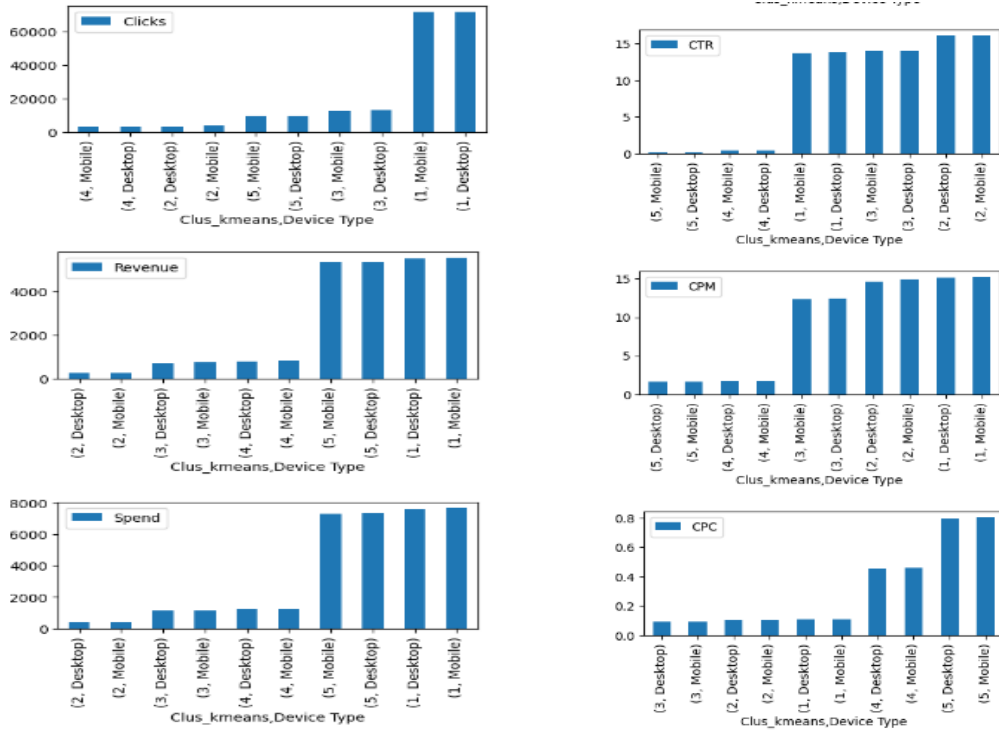 Clus_kmeans,Device Type
Clicks
60000
40000
20000
0
(4, Mobile)
(4, Desktop)
(2, Desktop)
(2, Mobile)
(5, Mobile)
(5, Desktop)
(3, Mobile)
(3, Desktop)
(1, Mobile)
(1, Desktop)
Clus_kmeans,Device Type
CTR
15
10
5
0
(5, Mobile)
(5, Desktop)
(4, Mobile)
(4, Desktop)
(1, Mobile)
(1, Desktop)
(3, Mobile)
(3, Desktop)
(2, Desktop)
(2, Mobile)
Clus_kmeans,Device Type
Revenue
4000
2000
0
(2, Desktop)
(2, Mobile)
(3, Desktop)
(3, Mobile)
(4, Desktop)
(4, Mobile)
(5, Mobile)
(5, Desktop)
(1, Desktop)
(1, Mobile)
Clus_kmeans,Device Type
CPM
15
10
5
0
(5, Desktop)
(5, Mobile)
(4, Desktop)
(4, Mobile)
(3, Mobile)
(3, Desktop)
(2, Desktop)
(2, Mobile)
(1, Desktop)
(1, Mobile)
Clus_kmeans,Device Type
Spend
8000
6000
4000
2000
0
(2, Desktop)
(2, Mobile)
(3, Desktop)
(3, Mobile)
(4, Desktop)
(4, Mobile)
(5, Mobile)
(5, Desktop)
(1, Desktop)
(1, Mobile)
Clus_kmeans,Device Type
CPC
0.8
0.6
0.4
0.2
0.0
(3, Desktop)
(3, Mobile)
(2, Desktop)
(2, Mobile)
(1, Desktop)
(1, Mobile)
(4, Desktop)
(4, Mobile)
(5, Desktop)
(5, Mobile)
Clus_kmeans,Device Type